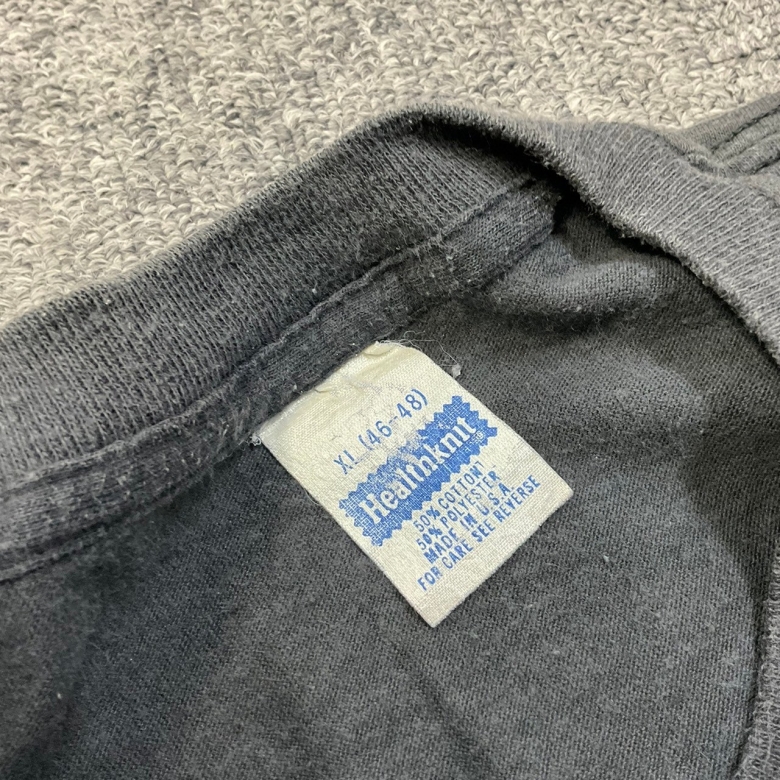 XL (46-48)
Healthknit®
50% COTTON
50% POLYESTER
MADE IN U.S.A.
FOR CARE SEE REVERSE